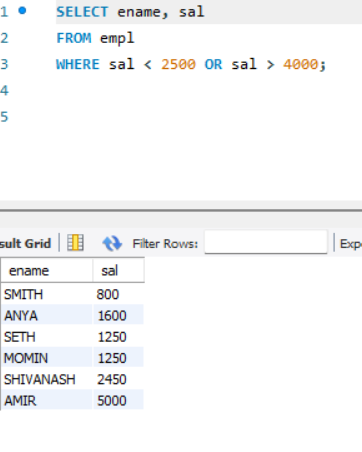 1 SELECT ename, sal
2 FROM empl
3 WHERE sal < 2500 OR sal > 4000;
4
5
sult Grid Filter Rows: Exp
ename sal
SMITH 800
ANYA 1600
SETH 1250
MOMIN 1250
SHIVANASH 2450
AMIR 5000